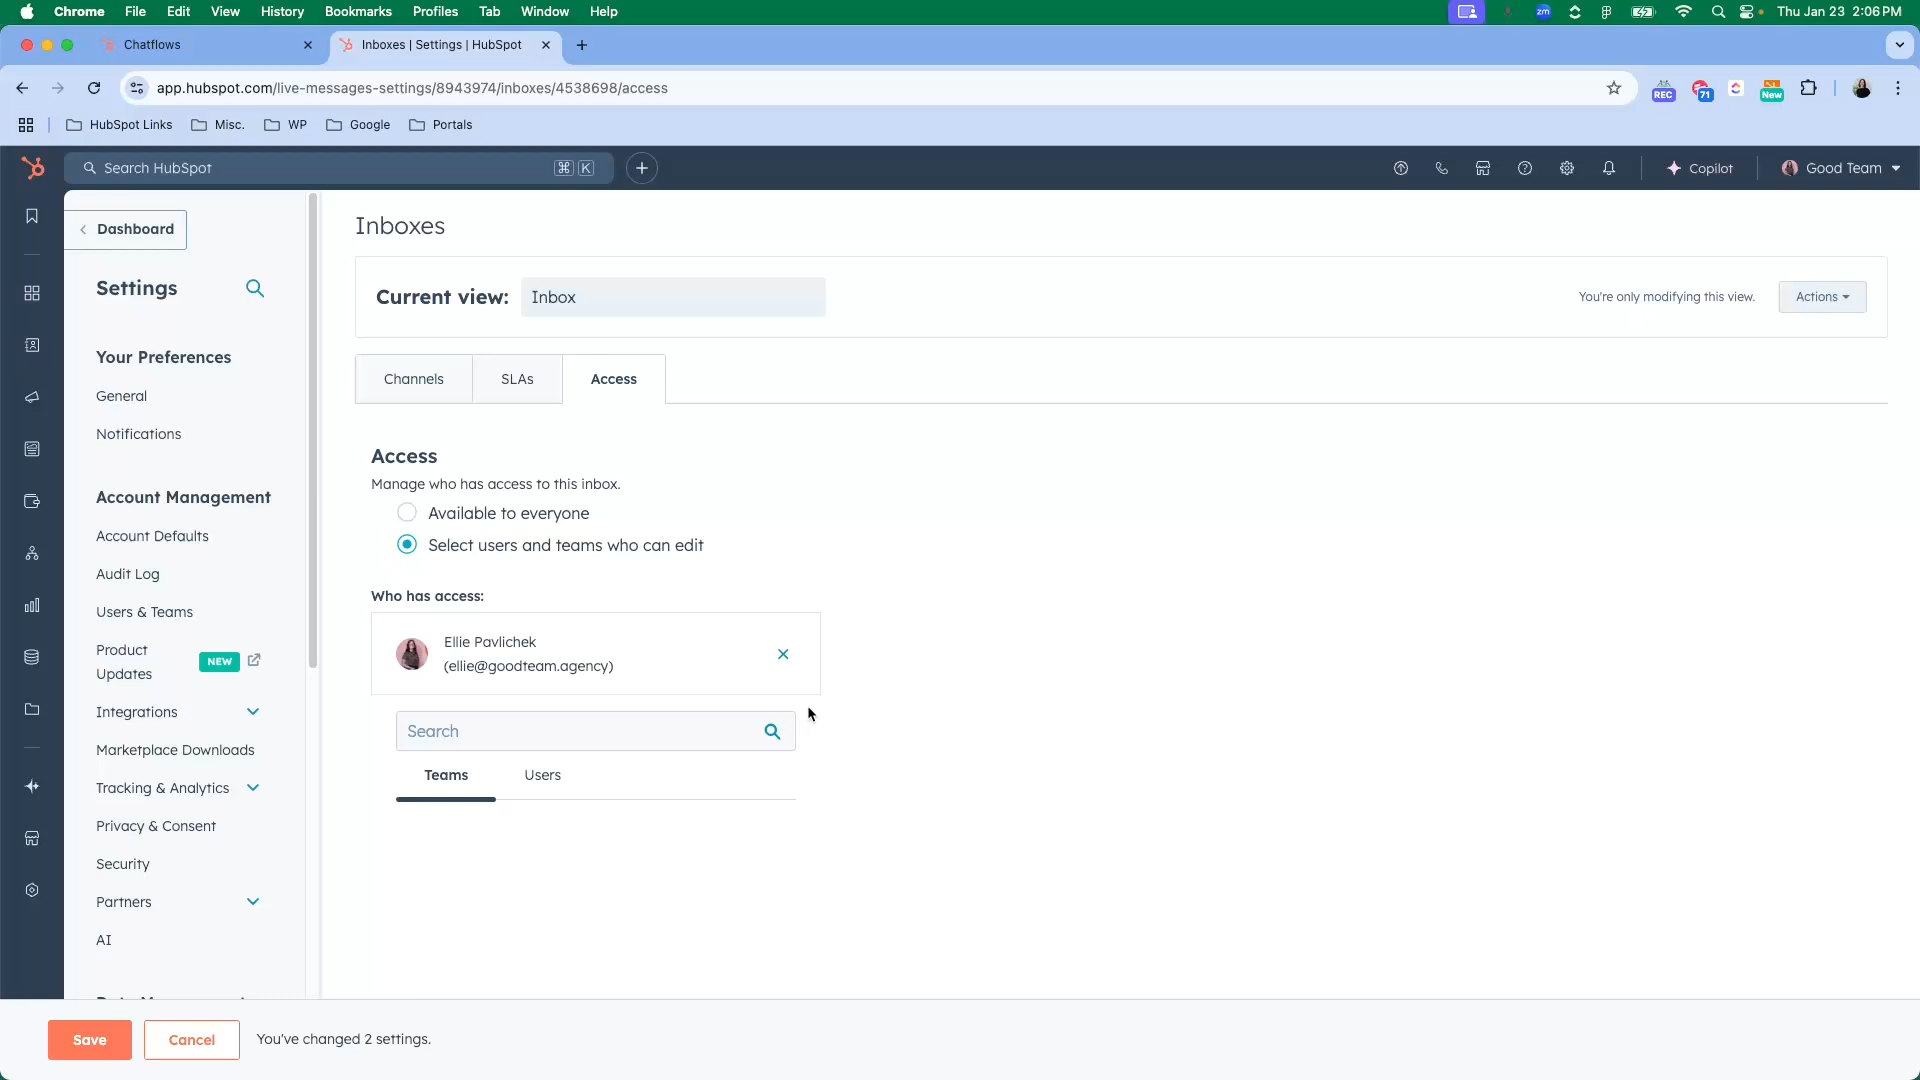 Chrome File Edit View History Bookmarks Profiles Tab Window Help
zm
Thu Jan 23 2:06 PM
Chatflows
Inboxes | Settings | HubSpot
app.hubspot.com/live-messages-settings/8943974/inboxes/4538698/access
REC
71
New
HubSpot Links
Misc.
WP
Google
Portals
Search HubSpot
⌘ K
Copilot
Good Team
Dashboard
Settings
Your Preferences
General
Notifications
Account Management
Account Defaults
Audit Log
Users & Teams
Product
Updates
NEW
Integrations
Marketplace Downloads
Tracking & Analytics
Privacy & Consent
Security
Partners
AI
Inboxes
Current view: Inbox
You're only modifying this view.
Actions
Channels
SLAs
Access
Access
Manage who has access to this inbox.
Available to everyone
Select users and teams who can edit
Who has access:
Ellie Pavlichek
(ellie@goodteam.agency)
Search
Teams
Users
Save
Cancel
You've changed 2 settings.